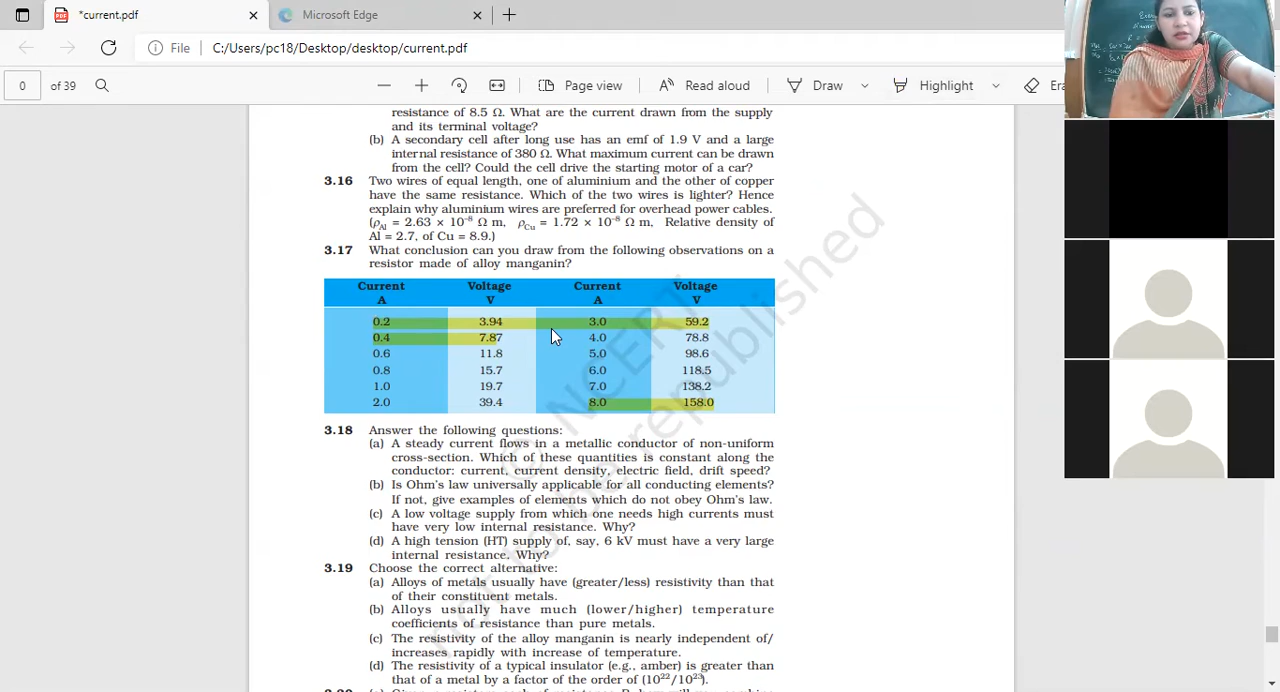 *current.pdf
Microsoft Edge
File
C:/Users/pc18/Desktop/desktop/current.pdf
0 of 39
Page view
Read aloud
Draw
Highlight
Era
resistance of 8.5 Ω. What are the current drawn from the supply
and its terminal voltage?
(b) A secondary cell after long use has an emf of 1.9 V and a large
internal resistance of 380 Ω. What maximum current can be drawn
from the cell? Could the cell drive the starting motor of a car?
3.16 Two wires of equal length, one of aluminium and the other of copper
have the same resistance. Which of the two wires is lighter? Hence
explain why aluminium wires are preferred for overhead power cables.
(ρAl = 2.63 × 10⁻⁸ Ω m, ρCu = 1.72 × 10⁻⁸ Ω m, Relative density of
Al = 2.7, of Cu = 8.9.)
3.17 What conclusion can you draw from the following observations on a
resistor made of alloy manganin?
Current Voltage Current Voltage
A V A V
0.2 3.94 3.0 59.2
0.4 7.87 4.0 78.8
0.6 11.8 5.0 98.6
0.8 15.7 6.0 118.5
1.0 19.7 7.0 138.2
2.0 39.4 8.0 158.0
3.18 Answer the following questions:
(a) A steady current flows in a metallic conductor of non-uniform
cross-section. Which of these quantities is constant along the
conductor: current, current density, electric field, drift speed?
(b) Is Ohm's law universally applicable for all conducting elements?
If not, give examples of elements which do not obey Ohm's law.
(c) A low voltage supply from which one needs high currents must
have very low internal resistance. Why?
(d) A high tension (HT) supply of, say, 6 kV must have a very large
internal resistance. Why?
3.19 Choose the correct alternative:
(a) Alloys of metals usually have (greater/less) resistivity than that
of their constituent metals.
(b) Alloys usually have much (lower/higher) temperature
coefficients of resistance than pure metals.
(c) The resistivity of the alloy manganin is nearly independent of/
increases rapidly with increase of temperature.
(d) The resistivity of a typical insulator (e.g., amber) is greater than
that of a metal by a factor of the order of (10²²/10²³).
© NCERT
not to be republished